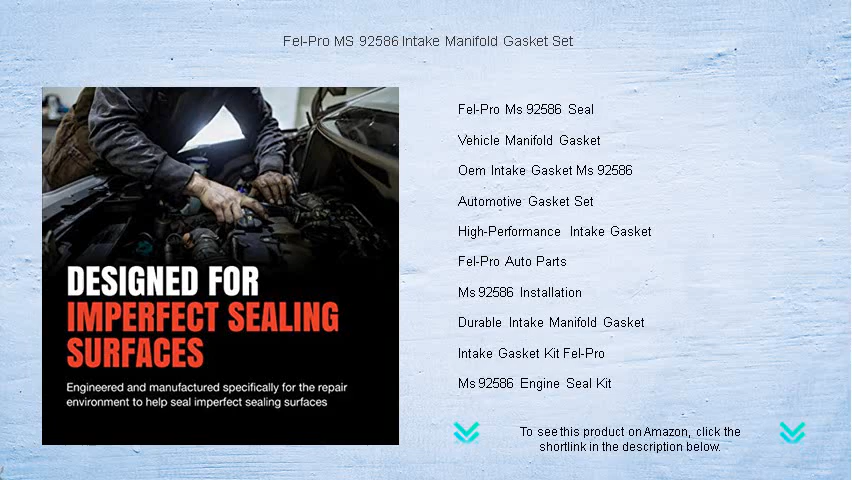 Fel-Pro MS 92586 Intake Manifold Gasket Set
DESIGNED FOR
IMPERFECT SEALING
SURFACES
Engineered and manufactured specifically for the repair
environment to help seal imperfect sealing surfaces
Fel-Pro Ms 92586 Seal
Vehicle Manifold Gasket
Oem Intake Gasket Ms 92586
Automotive Gasket Set
High-Performance Intake Gasket
Fel-Pro Auto Parts
Ms 92586 Installation
Durable Intake Manifold Gasket
Intake Gasket Kit Fel-Pro
Ms 92586 Engine Seal Kit
To see this product on Amazon, click the
shortlink in the description below.